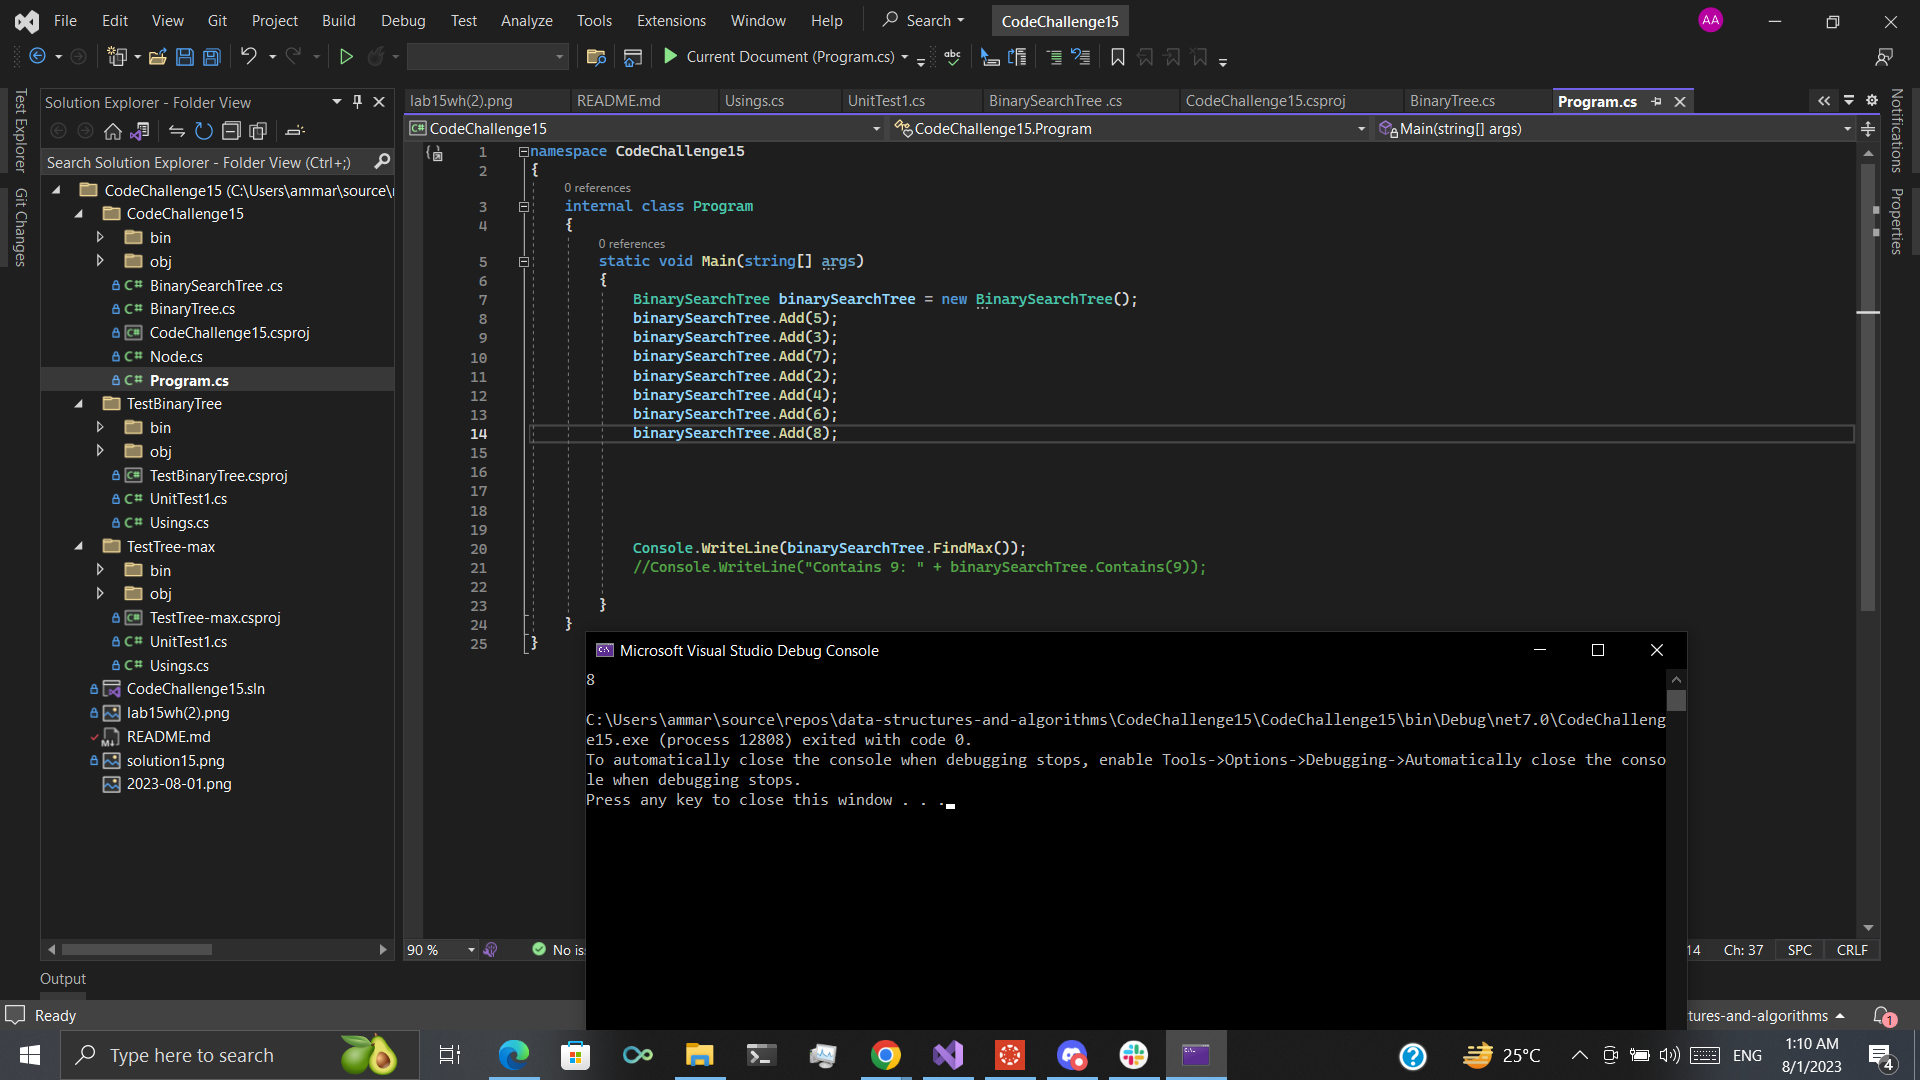 File Edit View Git Project Build Debug Test Analyze Tools Extensions Window Help Search CodeChallenge15 AA
Current Document (Program.cs) abc
Test Explorer
Git Changes
Solution Explorer - Folder View
Search Solution Explorer - Folder View (Ctrl+;)
CodeChallenge15 (C:\Users\ammar\source\
CodeChallenge15
bin
obj
BinarySearchTree .cs
BinaryTree.cs
CodeChallenge15.csproj
Node.cs
Program.cs
TestBinaryTree
bin
obj
TestBinaryTree.csproj
UnitTest1.cs
Usings.cs
TestTree-max
bin
obj
TestTree-max.csproj
UnitTest1.cs
Usings.cs
CodeChallenge15.sln
lab15wh(2).png
README.md
solution15.png
2023-08-01.png
lab15wh(2).png README.md Usings.cs UnitTest1.cs BinarySearchTree .cs CodeChallenge15.csproj BinaryTree.cs Program.cs
CodeChallenge15 CodeChallenge15.Program Main(string[] args)
1 namespace CodeChallenge15
2 {
0 references
3 internal class Program
4 {
0 references
5 static void Main(string[] args)
6 {
7 BinarySearchTree binarySearchTree = new BinarySearchTree();
8 binarySearchTree.Add(5);
9 binarySearchTree.Add(3);
10 binarySearchTree.Add(7);
11 binarySearchTree.Add(2);
12 binarySearchTree.Add(4);
13 binarySearchTree.Add(6);
14 binarySearchTree.Add(8);
15
16
17
18
19
20 Console.WriteLine(binarySearchTree.FindMax());
21 //Console.WriteLine("Contains 9: " + binarySearchTree.Contains(9));
22
23 }
24 }
25 }
Notifications
Properties
Microsoft Visual Studio Debug Console
8
C:\Users\ammar\source\repos\data-structures-and-algorithms\CodeChallenge15\CodeChallenge15\bin\Debug\net7.0\CodeChalleng
e15.exe (process 12808) exited with code 0.
To automatically close the console when debugging stops, enable Tools->Options->Debugging->Automatically close the conso
le when debugging stops.
Press any key to close this window . . .
90 % No is
14 Ch: 37 SPC CRLF
Output
Ready
tures-and-algorithms 1
Type here to search
25°C ENG
1:10 AM
8/1/2023
4